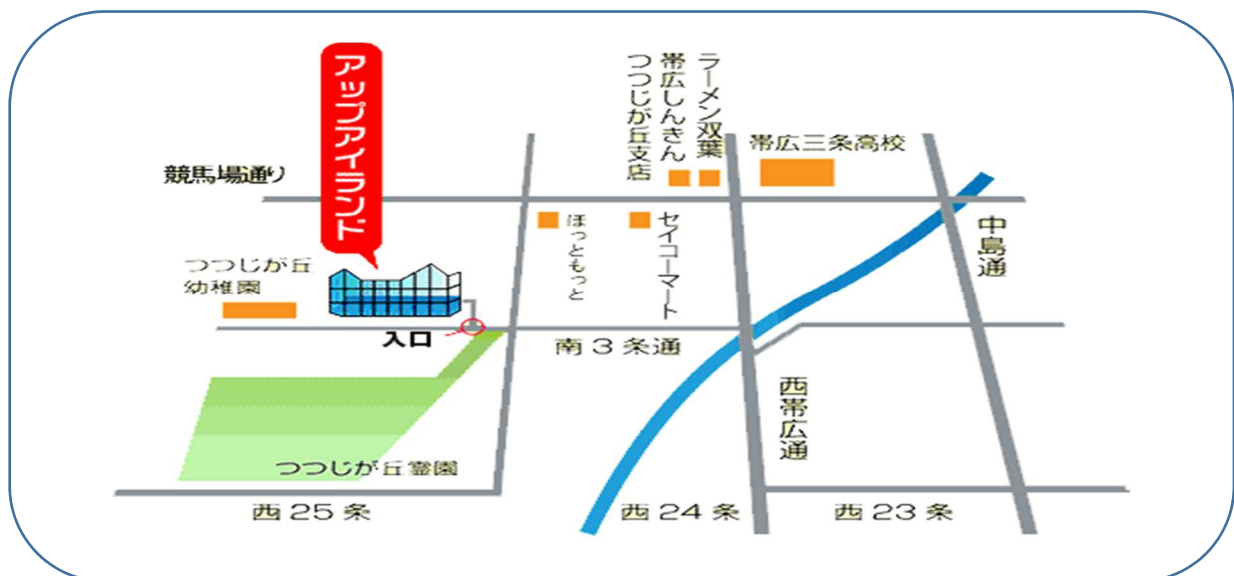 アップアイランド
ラーメン双葉
帯広しんきん
つつじが丘支店
帯広三条高校
競馬場通り
ほっともっと
セイコーマート
中島通
つつじが丘
幼稚園
入口
南3条通
西帯広通
つつじが丘霊園
西25条
西24条
西23条